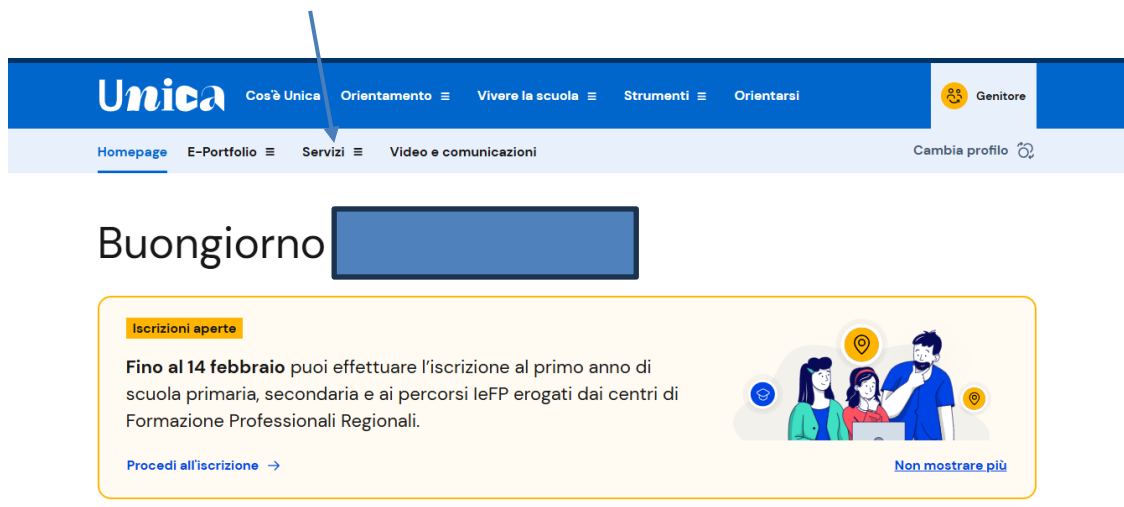 Unica Cos'è Unica Orientamento Vivere la scuola Strumenti Orientarsi Genitore
Homepage E-Portfolio Servizi Video e comunicazioni Cambia profilo
Buongiorno
Iscrizioni aperte
Fino al 14 febbraio puoi effettuare l'iscrizione al primo anno di
scuola primaria, secondaria e ai percorsi IeFP erogati dai centri di
Formazione Professionali Regionali.
Procedi all'iscrizione → Non mostrare più